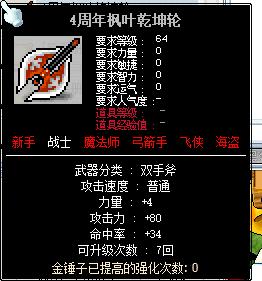 4周年枫叶乾坤轮
要求等级： 64
要求力量： 0
要求敏捷： 0
要求智力： 0
要求运气： 0
要求人气度： -
道具等级： -
道具经验值： -
新手 战士 魔法师 弓箭手 飞侠 海盗
武器分类 : 双手斧
攻击速度 : 普通
力量 : +4
攻击力 : +80
命中率 : +34
可升级次数 : 7回
金锤子已提高的强化次数: 0